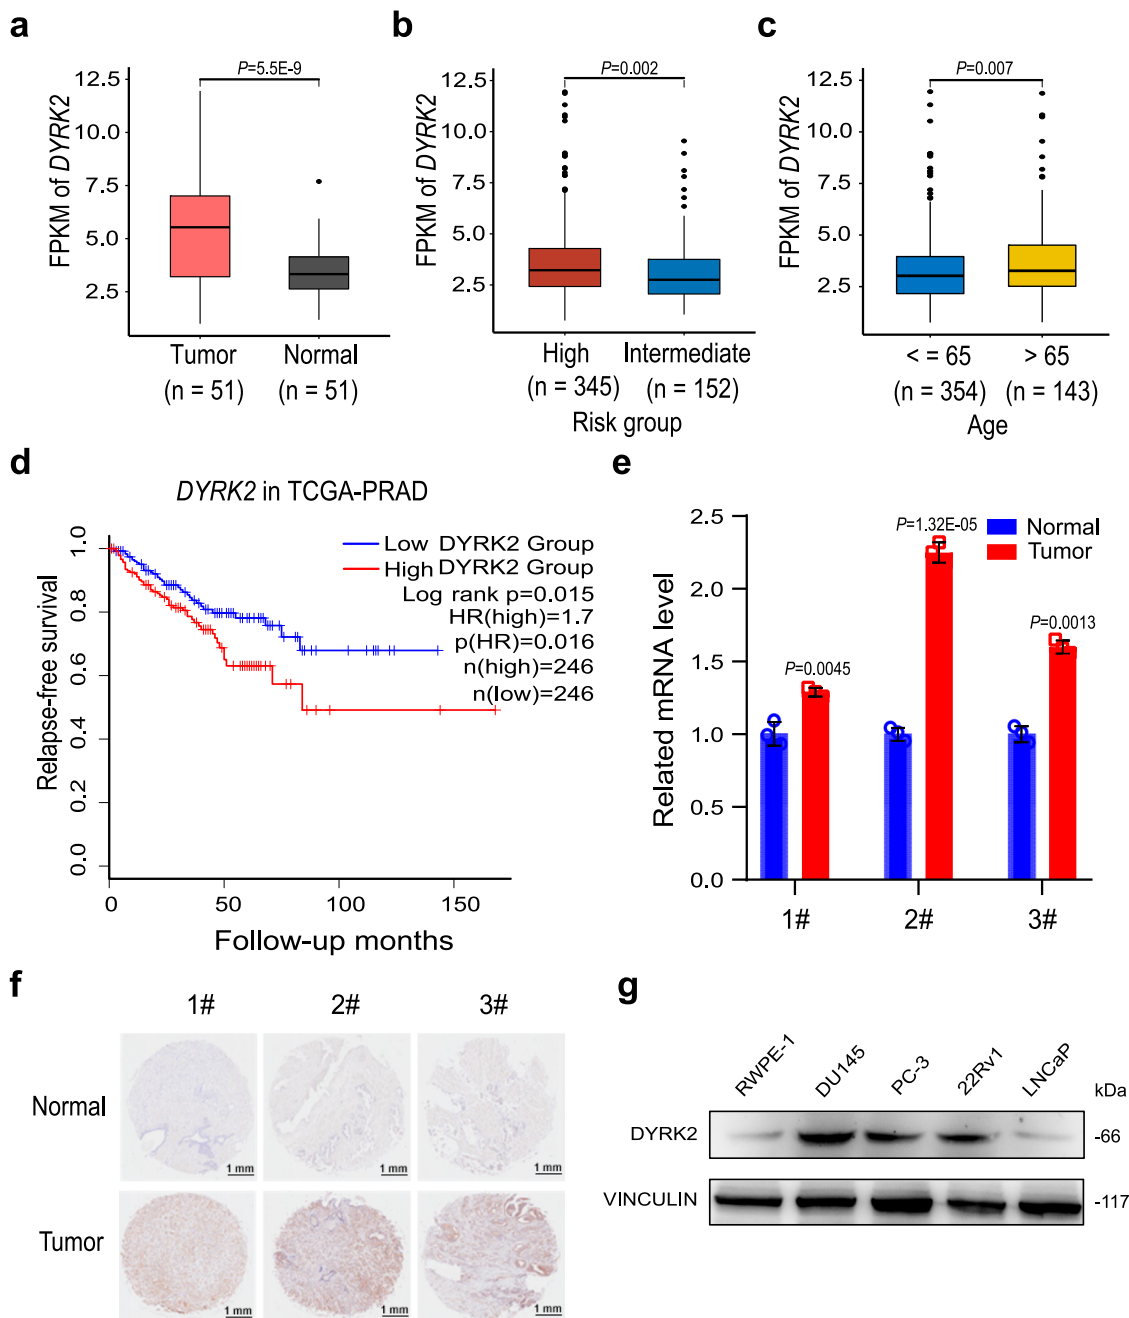 a
P=5.5E-9
FPKM of DYRK2
12.5
10.0
7.5
5.0
2.5
Tumor
Normal
(n = 51)
(n = 51)
b
P=0.002
FPKM of DYRK2
12.5
10.0
7.5
5.0
2.5
High
Intermediate
(n = 345)
(n = 152)
Risk group
c
P=0.007
FPKM of DYRK2
12.5
10.0
7.5
5.0
2.5
< = 65
> 65
(n = 354)
(n = 143)
Age
d
DYRK2 in TCGA-PRAD
Low DYRK2 Group
High DYRK2 Group
Log rank p=0.015
HR(high)=1.7
p(HR)=0.016
n(high)=246
n(low)=246
Relapse-free survival
1.0
0.8
0.6
0.4
0.2
0.0
0
50
100
150
Follow-up months
e
Normal
Tumor
P=1.32E-05
P=0.0045
P=0.0013
Related mRNA level
2.5
2.0
1.5
1.0
0.5
0.0
1#
2#
3#
f
1#
2#
3#
Normal
1 mm
1 mm
1 mm
Tumor
1 mm
1 mm
1 mm
g
RWPE-1
DU145
PC-3
22Rv1
LNCaP
kDa
DYRK2
-66
VINCULIN
-117